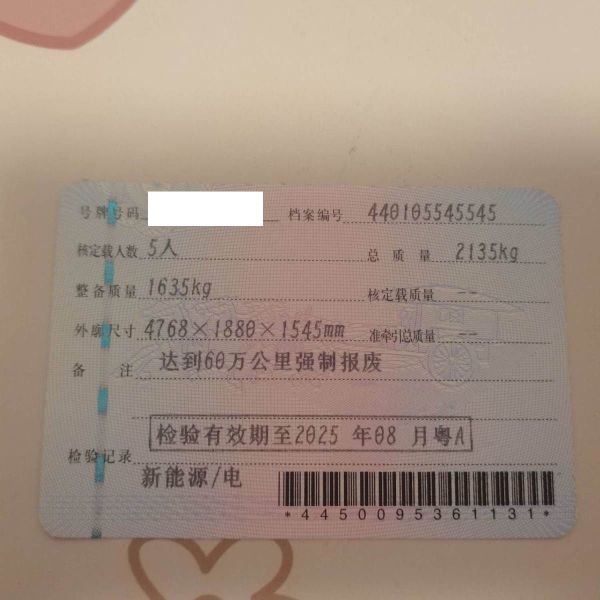 号牌号码 档案编号 440105545545
核定载人数 5人 总质量 2135kg
整备质量 1635kg 核定载质量 --
外廓尺寸 4768×1880×1545mm 准牵引总质量 --
备注 达到60万公里强制报废
检验有效期至2025 年08 月粤A
检验记录
新能源/电
*4450095361131*